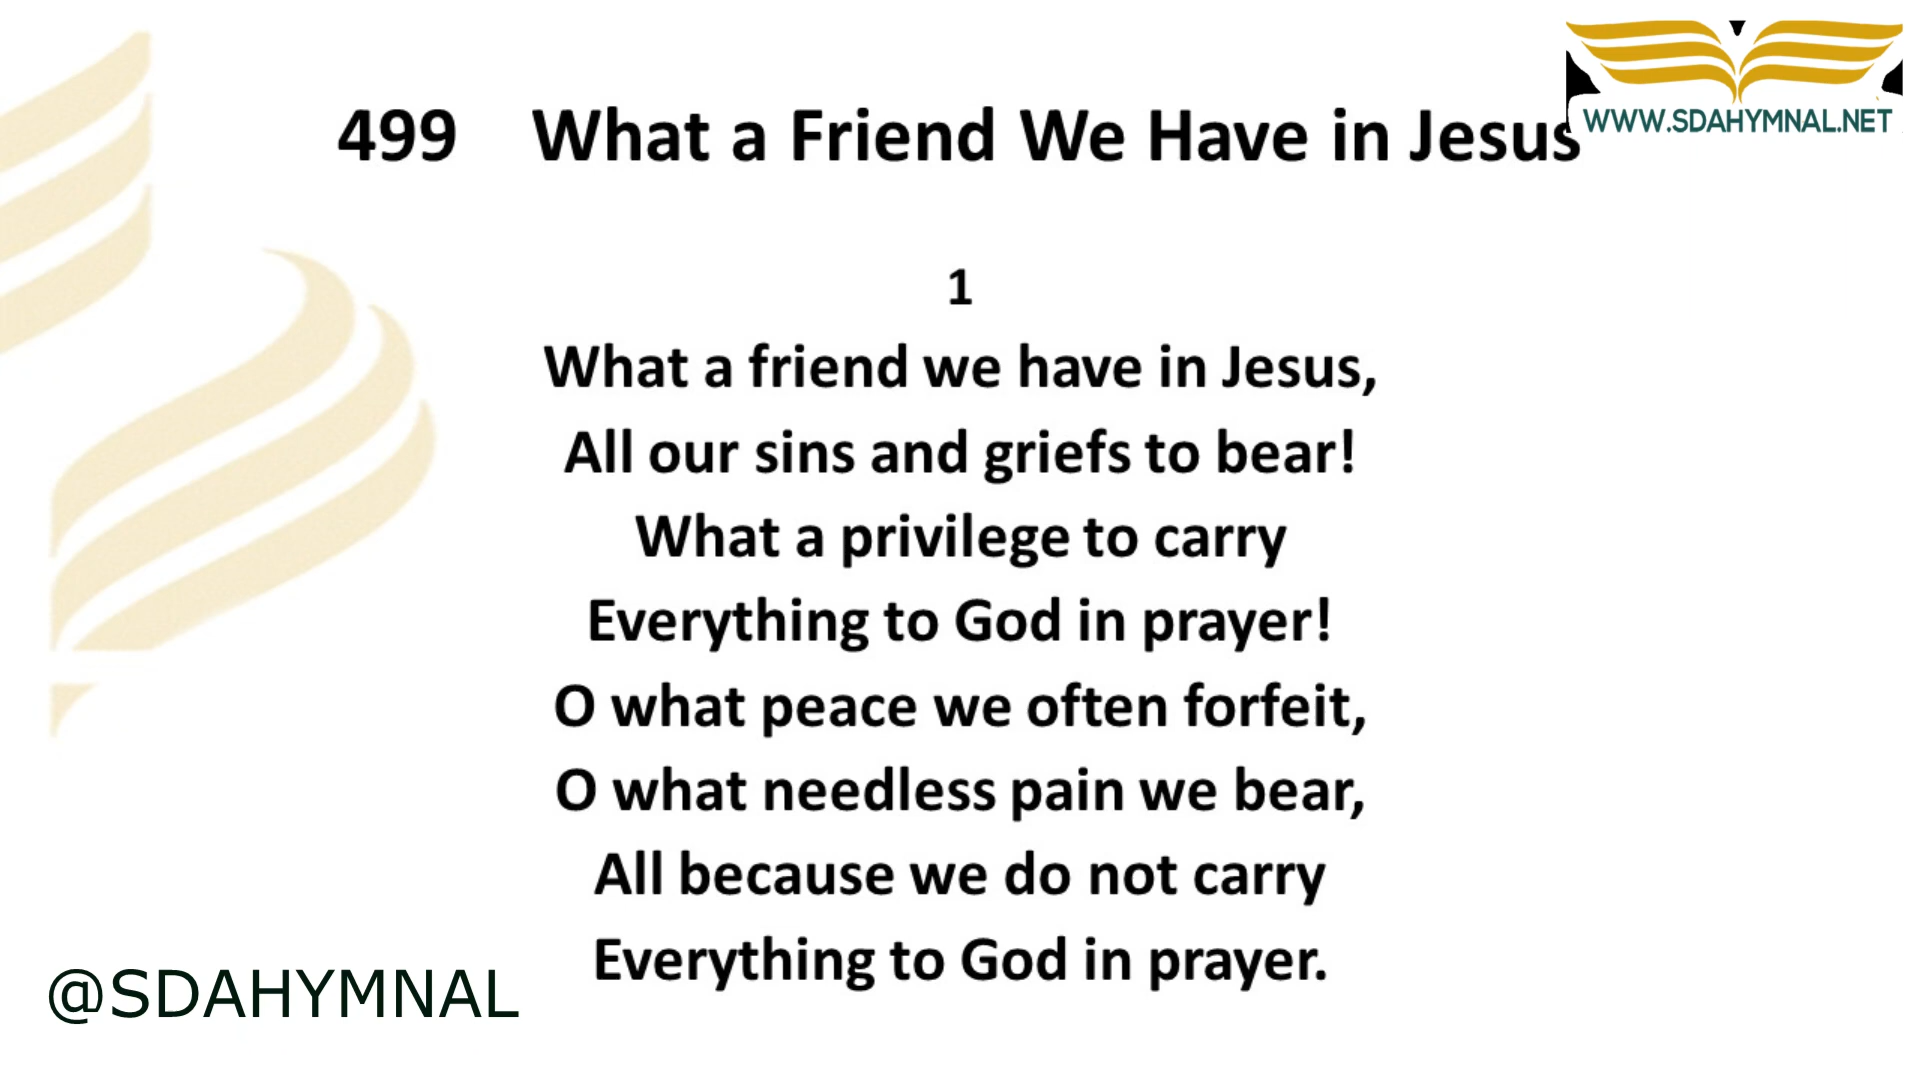 WWW.SDAHYMNAL.NET
499 What a Friend We Have in Jesus
1
What a friend we have in Jesus,
All our sins and griefs to bear!
What a privilege to carry
Everything to God in prayer!
O what peace we often forfeit,
O what needless pain we bear,
All because we do not carry
Everything to God in prayer.
@SDAHYMNAL